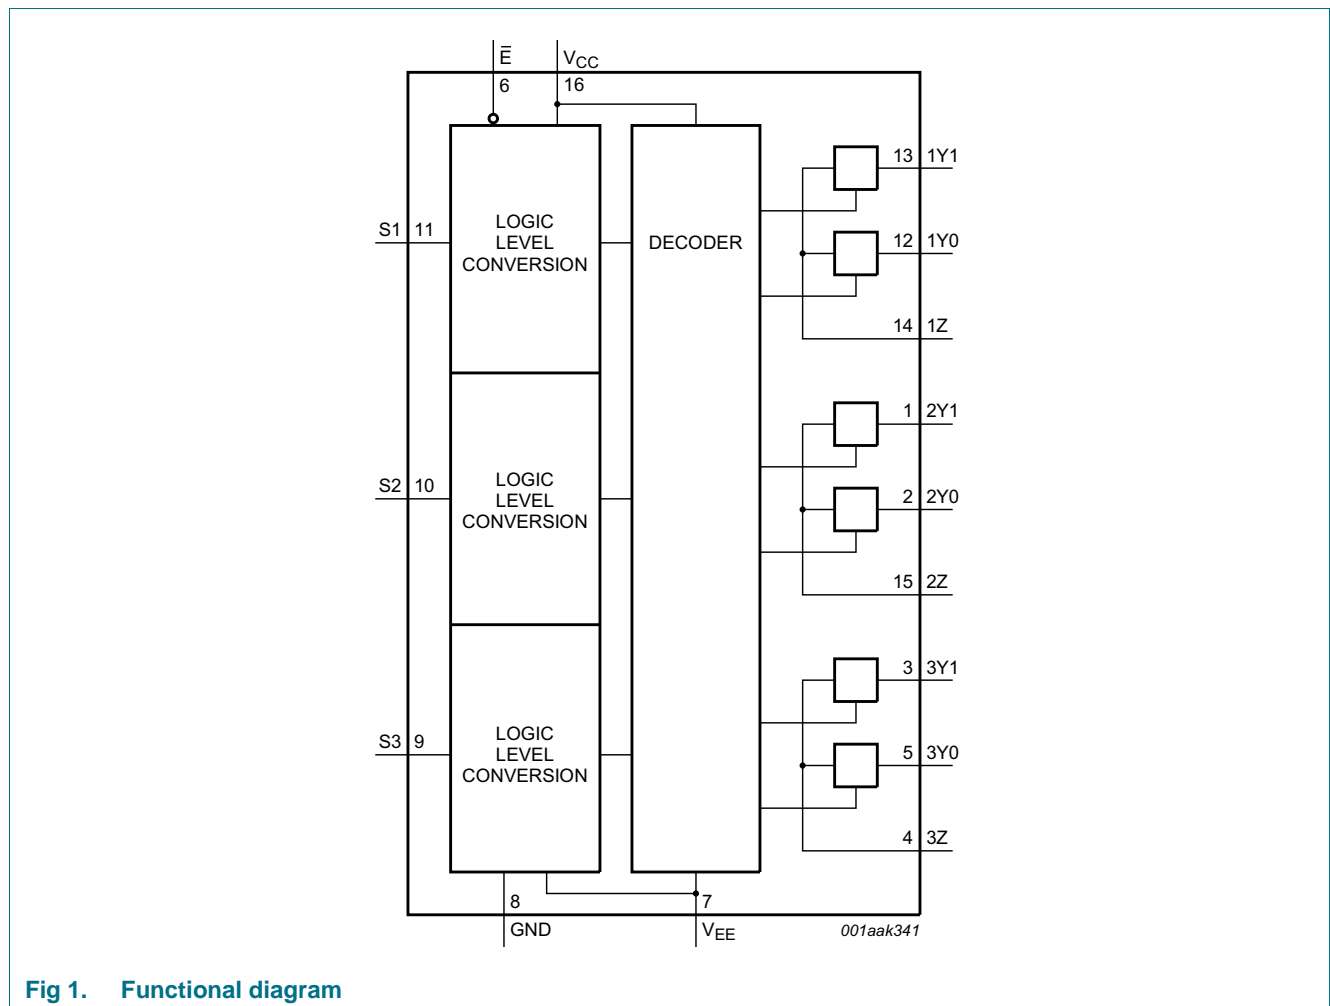 E̅
VCC
6
16
13 1Y1
S1 11
LOGIC
LEVEL
CONVERSION
DECODER
12 1Y0
14 1Z
1 2Y1
S2 10
LOGIC
LEVEL
CONVERSION
2 2Y0
15 2Z
3 3Y1
S3 9
LOGIC
LEVEL
CONVERSION
5 3Y0
4 3Z
8
7
GND
VEE
001aak341
Fig 1. Functional diagram